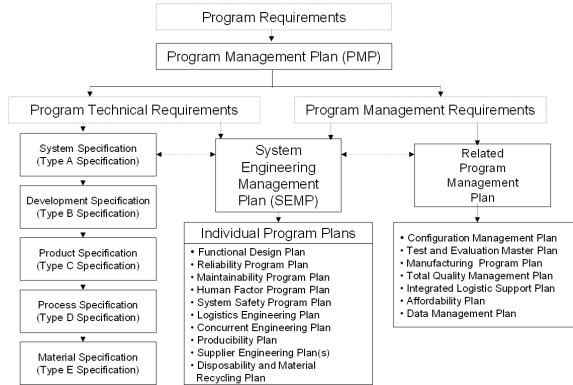 Program Requirements
Program Management Plan (PMP)
Program Technical Requirements
Program Management Requirements
System Specification
(Type A Specification)
Development Specification
(Type B Specification)
Product Specification
(Type C Specification)
Process Specification
(Type D Specification)
Material Specification
(Type E Specification)
System
Engineering
Management
Plan (SEMP)
Individual Program Plans
• Functional Design Plan
• Reliability Program Plan
• Maintainability Program Plan
• Human Factor Program Plan
• System Safety Program Plan
• Logistics Engineering Plan
• Concurrent Engineering Plan
• Producibility Plan
• Supplier Engineering Plan(s)
• Disposability and Material
Recycling Plan
Related
Program
Management
Plan
• Configuration Management Plan
• Test and Evaluation Master Plan
• Manufacturing Program Plan
• Total Quality Management Plan
• Integrated Logistic Support Plan
• Affordability Plan
• Data Management Plan